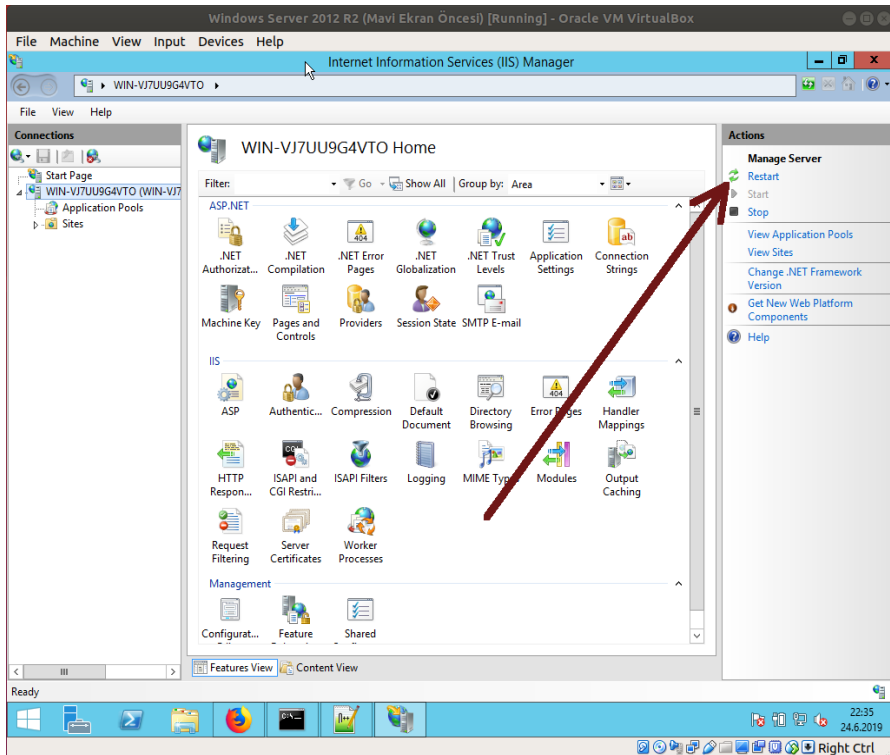 Windows Server 2012 R2 (Mavi Ekran Öncesi) [Running] - Oracle VM VirtualBox
File Machine View Input Devices Help
Internet Information Services (IIS) Manager
WIN-VJ7UU9G4VTO
File View Help
Connections
Start Page
WIN-VJ7UU9G4VTO (WIN-VJ7
Application Pools
Sites
WIN-VJ7UU9G4VTO Home
Filter: Go Show All Group by: Area
ASP.NET
.NET Authorizat...
.NET Compilation
.NET Error Pages
.NET Globalization
.NET Trust Levels
Application Settings
Connection Strings
Machine Key
Pages and Controls
Providers
Session State
SMTP E-mail
IIS
ASP
Authentic...
Compression
Default Document
Directory Browsing
Error Pages
Handler Mappings
HTTP Respon...
ISAPI and CGI Restri...
ISAPI Filters
Logging
MIME Types
Modules
Output Caching
Request Filtering
Server Certificates
Worker Processes
Management
Configurat...
Feature
Shared
Features View Content View
Actions
Manage Server
Restart
Start
Stop
View Application Pools
View Sites
Change .NET Framework
Version
Get New Web Platform
Components
Help
Ready
22:35
24.6.2019
Right Ctrl